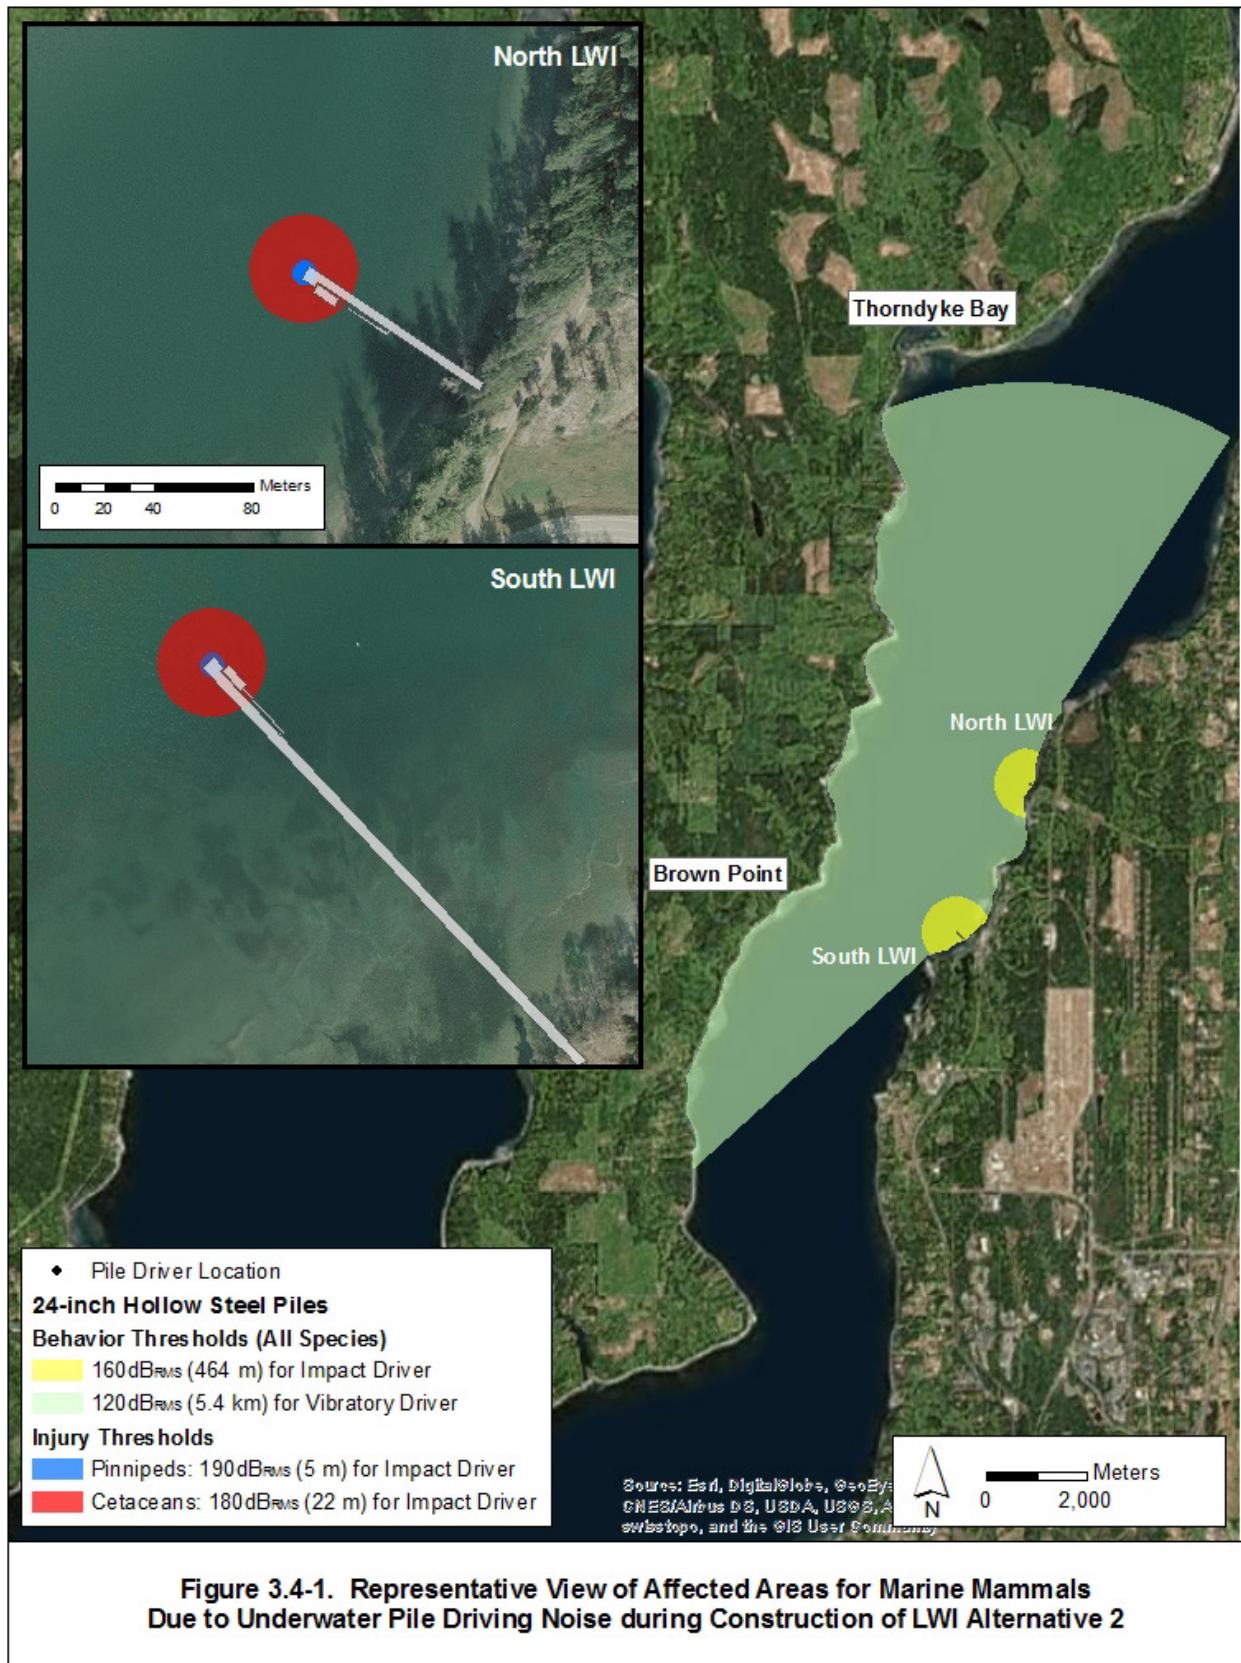 North LWI
Meters
0 20 40 80
South LWI
Thorndyke Bay
North LWI
Brown Point
South LWI
Pile Driver Location
24-inch Hollow Steel Piles
Behavior Thresholds (All Species)
160dBRMS (464 m) for Impact Driver
120dBRMS (5.4 km) for Vibratory Driver
Injury Thresholds
Pinnipeds: 190dBRMS (5 m) for Impact Driver
Cetaceans: 180dBRMS (22 m) for Impact Driver
N
Meters
0 2,000
Source: Esri, DigitalGlobe, GeoEye
CNES/Airbus DS, USDA, USGS, A
swisstopo, and the GIS User Community
Figure 3.4-1. Representative View of Affected Areas for Marine Mammals
Due to Underwater Pile Driving Noise during Construction of LWI Alternative 2